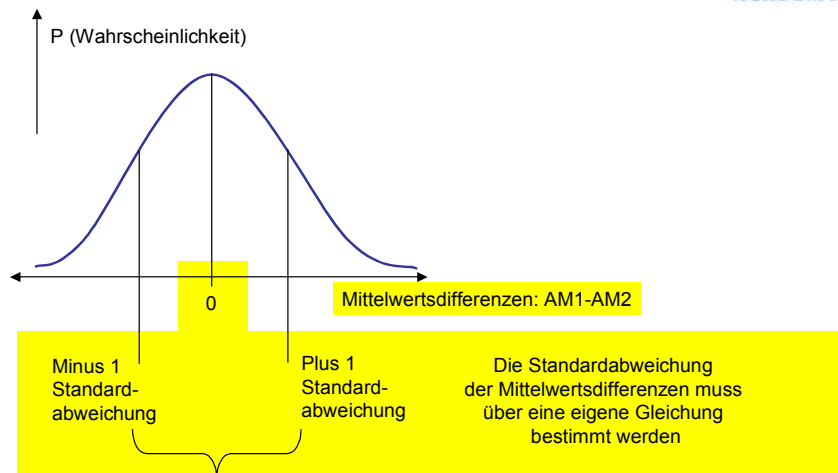 P (Wahrscheinlichkeit)
0
Mittelwertsdifferenzen: AM1-AM2
Minus 1
Standard-
abweichung
Plus 1
Standard-
abweichung
Die Standardabweichung
der Mittelwertsdifferenzen muss
über eine eigene Gleichung
bestimmt werden